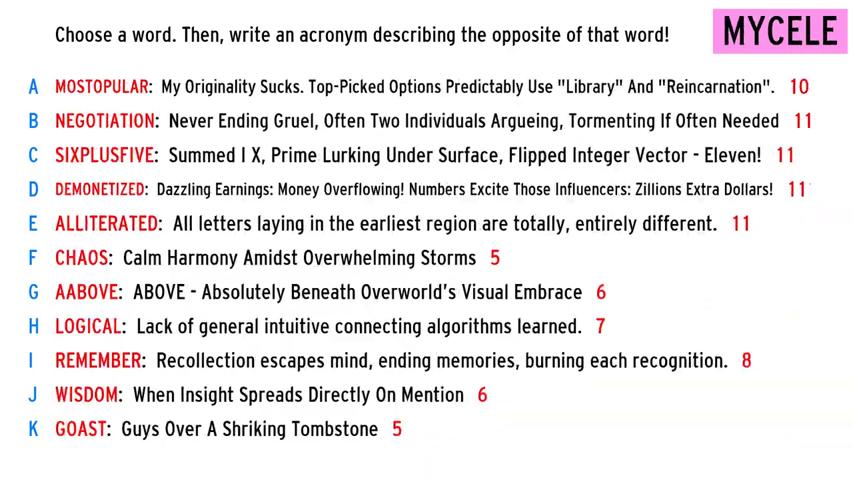 Choose a word. Then, write an acronym describing the opposite of that word!
MYCELE
A MOSTOPULAR: My Originality Sucks. Top-Picked Options Predictably Use "Library" And "Reincarnation". 10
B NEGOTIATION: Never Ending Gruel, Often Two Individuals Argueing, Tormenting If Often Needed 11
C SIXPLUSFIVE: Summed I X, Prime Lurking Under Surface, Flipped Integer Vector - Eleven! 11
D DEMONETIZED: Dazzling Earnings: Money Overflowing! Numbers Excite Those Influencers: Zillions Extra Dollars! 11
E ALLITERATED: All letters laying in the earliest region are totally, entirely different. 11
F CHAOS: Calm Harmony Amidst Overwhelming Storms 5
G AABOVE: ABOVE - Absolutely Beneath Overworld's Visual Embrace 6
H LOGICAL: Lack of general intuitive connecting algorithms learned. 7
I REMEMBER: Recollection escapes mind, ending memories, burning each recognition. 8
J WISDOM: When Insight Spreads Directly On Mention 6
K GOAST: Guys Over A Shriking Tombstone 5